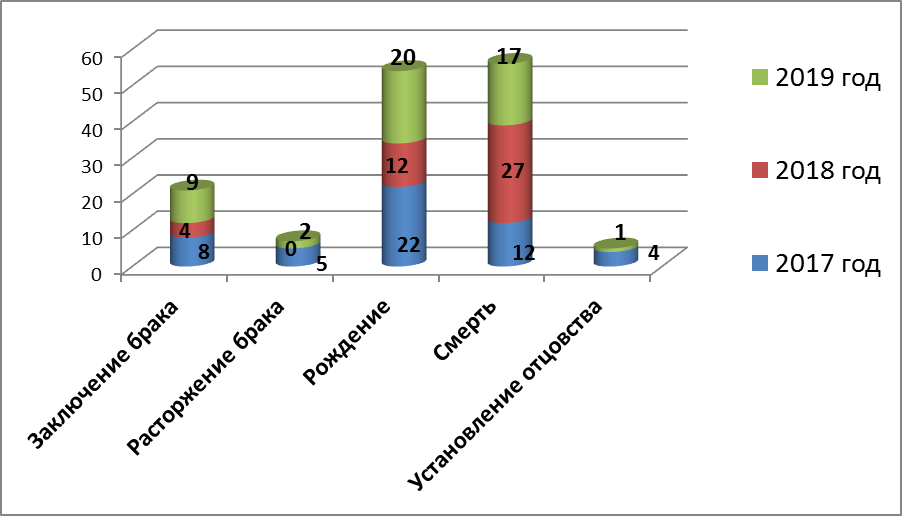 60
50
40
30
20
10
0
9
4
8
2
0
5
20
12
22
17
27
12
1
4
Заключение брака
Расторжение брака
Рождение
Смерть
Установление отцовства
2019 год
2018 год
2017 год